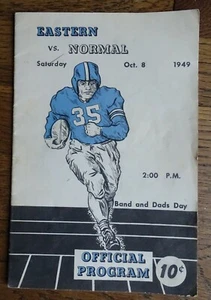 EASTERN
vs. NORMAL
Saturday Oct. 8 1949
35
2:00 P.M.
Band and Dads Day
OFFICIAL
PROGRAM
10¢